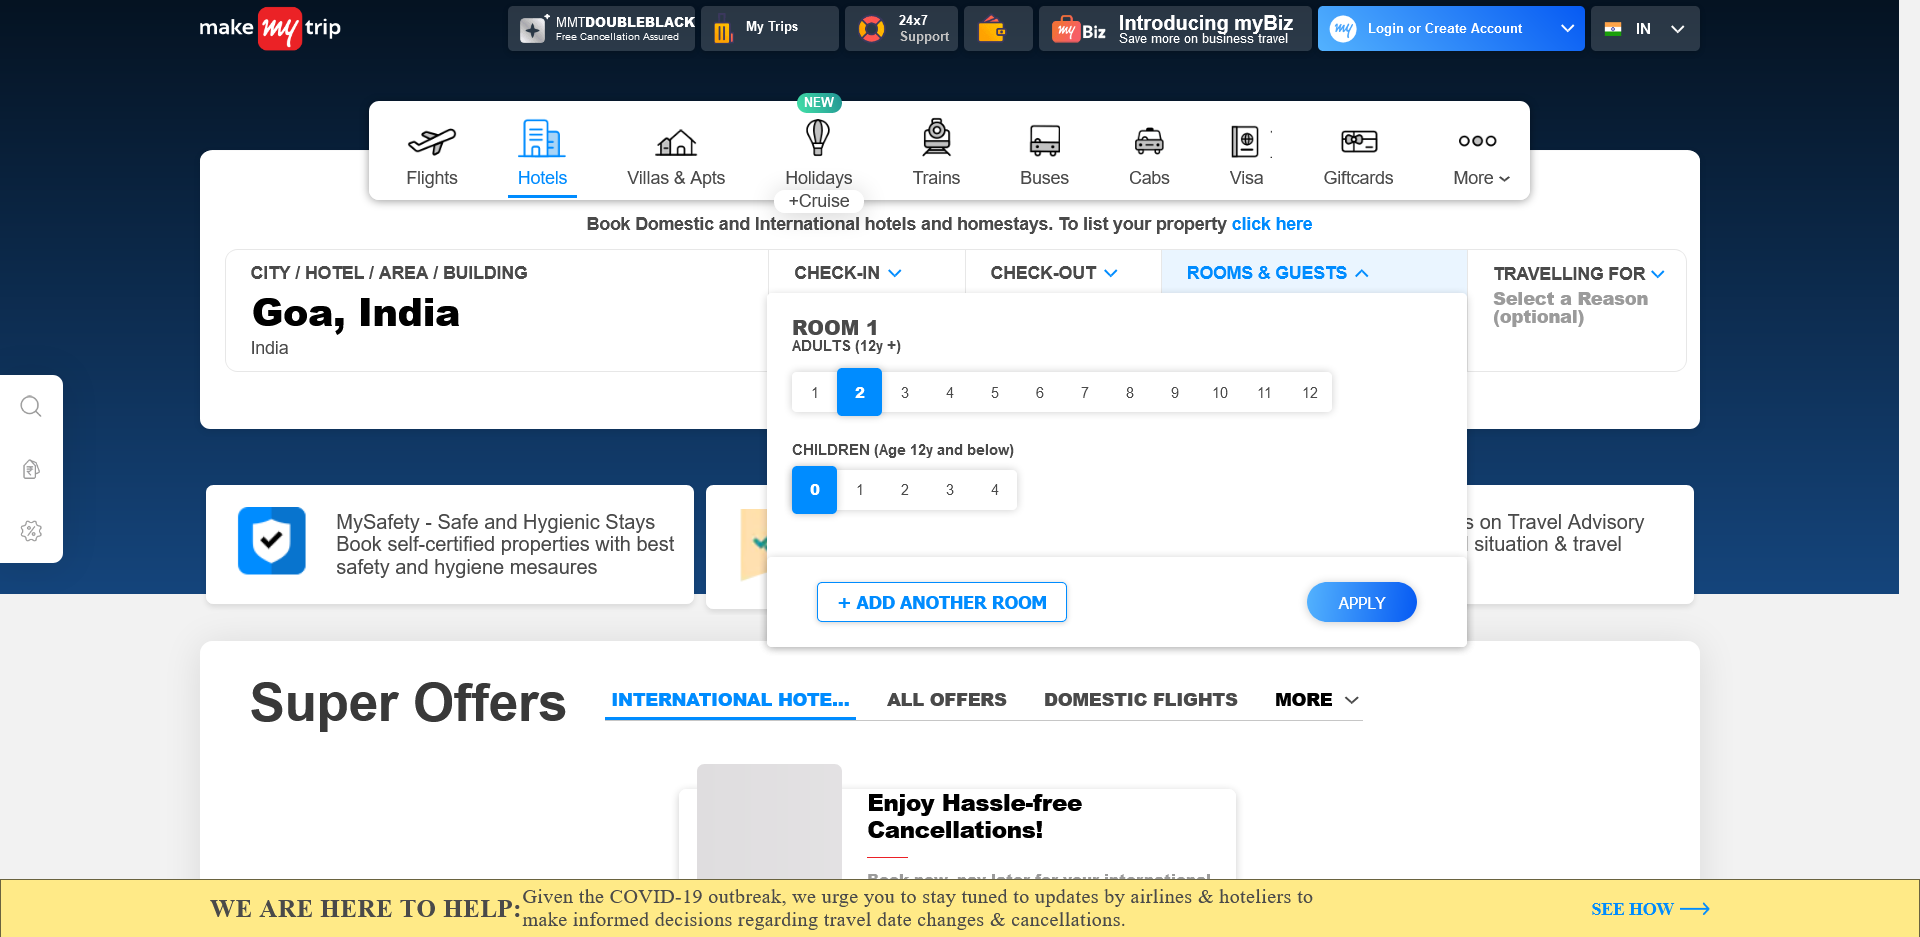 make my trip
MMTDOUBLEBLACK
Free Cancellation Assured
My Trips
24x7
Support
my Biz
Introducing myBiz
Save more on business travel
my
Login or Create Account
IN
NEW
Flights
Hotels
Villas & Apts
Holidays
+Cruise
Trains
Buses
Cabs
Visa
Giftcards
More
Book Domestic and International hotels and homestays. To list your property click here
CITY / HOTEL / AREA / BUILDING
Goa, India
India
CHECK-IN
CHECK-OUT
ROOMS & GUESTS
TRAVELLING FOR
Select a Reason
(optional)
ROOM 1
ADULTS (12y +)
1 2 3 4 5 6 7 8 9 10 11 12
CHILDREN (Age 12y and below)
0 1 2 3 4
+ ADD ANOTHER ROOM
APPLY
MySafety - Safe and Hygienic Stays
Book self-certified properties with best
safety and hygiene mesaures
s on Travel Advisory
situation & travel
Super Offers
INTERNATIONAL HOTE...
ALL OFFERS
DOMESTIC FLIGHTS
MORE
Enjoy Hassle-free
Cancellations!
Book now, pay later for your international
WE ARE HERE TO HELP:
Given the COVID-19 outbreak, we urge you to stay tuned to updates by airlines & hoteliers to
make informed decisions regarding travel date changes & cancellations.
SEE HOW